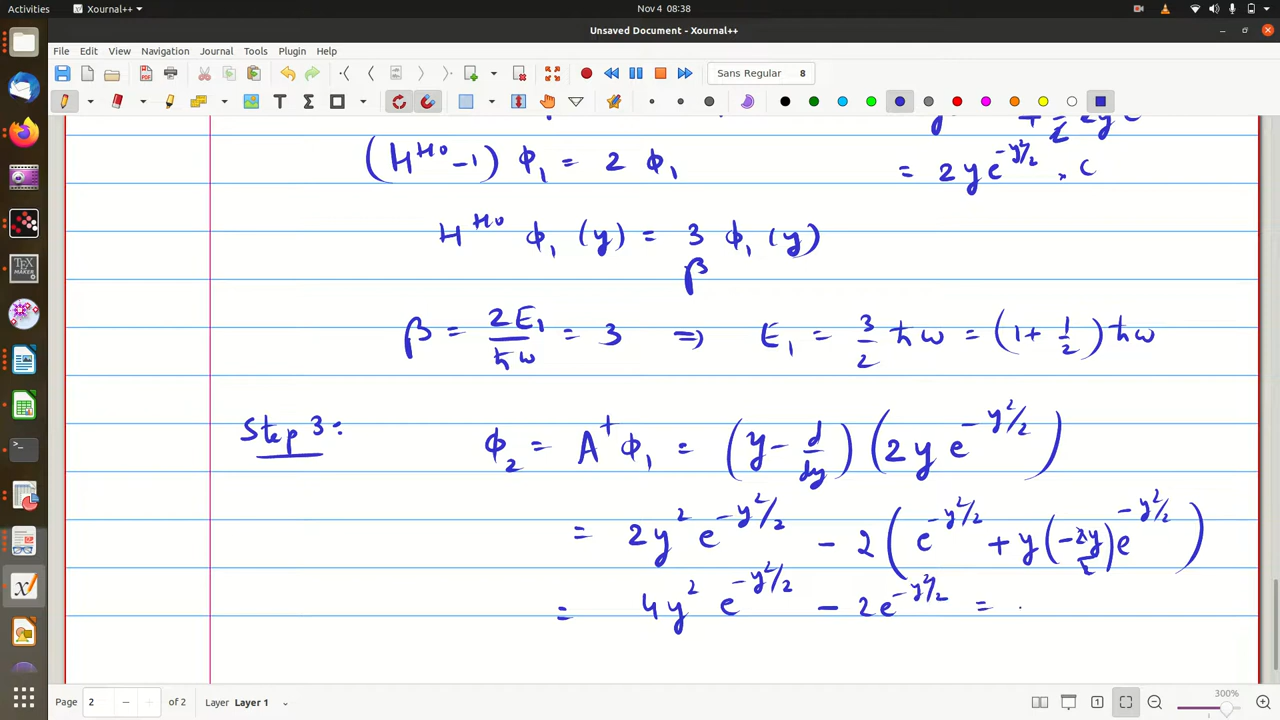 Activities Xournal++ Nov 4 08:38
Unsaved Document - Xournal++
File Edit View Navigation Journal Tools Plugin Help
Sans Regular 8
(H^{HO} - 1) ϕ₁ = 2 ϕ₁
= 2 y e^{-y²/2} . C
H^{HO} ϕ₁ (y) = 3 ϕ₁ (y)
β
β = 2E₁/ℏω = 3 ⇒ E₁ = 3/2 ℏω = (1 + 1/2) ℏω
Step 3:
ϕ₂ = A⁺ ϕ₁ = (y - d/dy) (2 y e^{-y²/2})
= 2y² e^{-y²/2} - 2 (e^{-y²/2} + y (-2y/2) e^{-y²/2})
= 4y² e^{-y²/2} - 2e^{-y²/2} =
Page 2 of 2 Layer Layer 1 300%